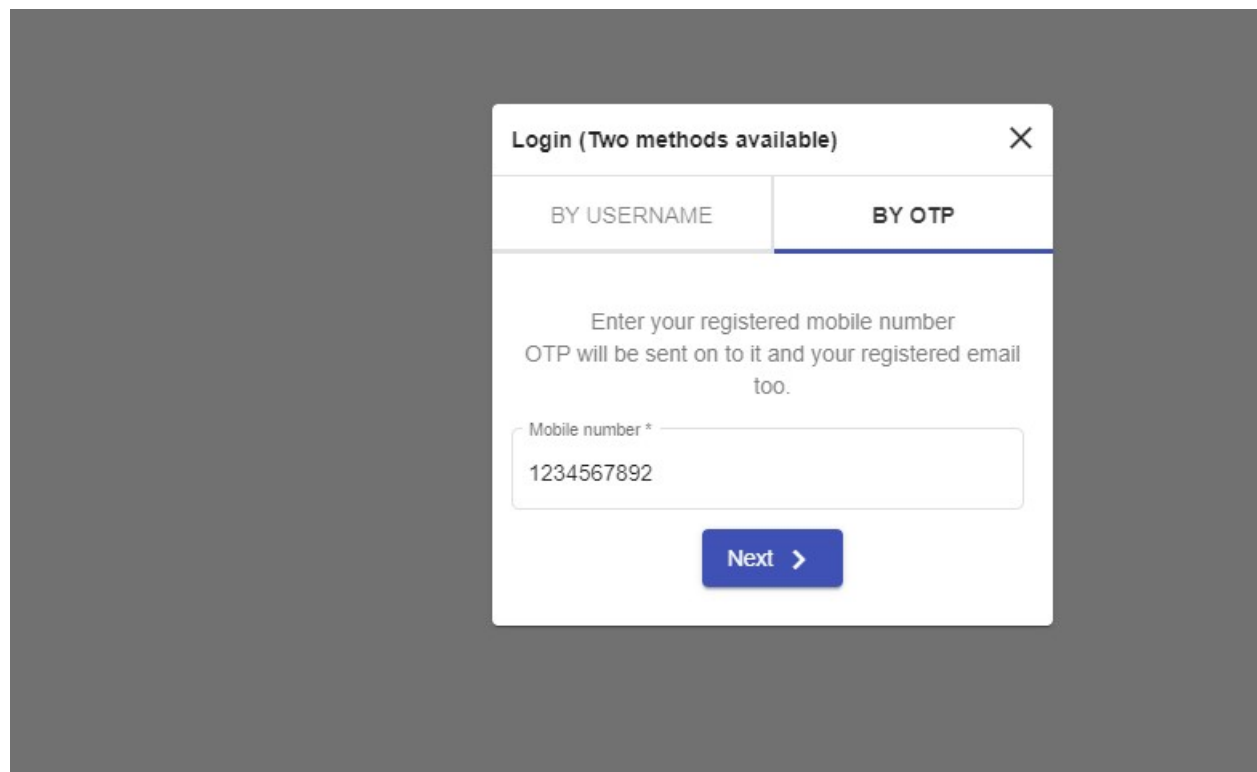 Login (Two methods available)
BY USERNAME
BY OTP
Enter your registered mobile number
OTP will be sent on to it and your registered email
too.
Mobile number *
1234567892
Next